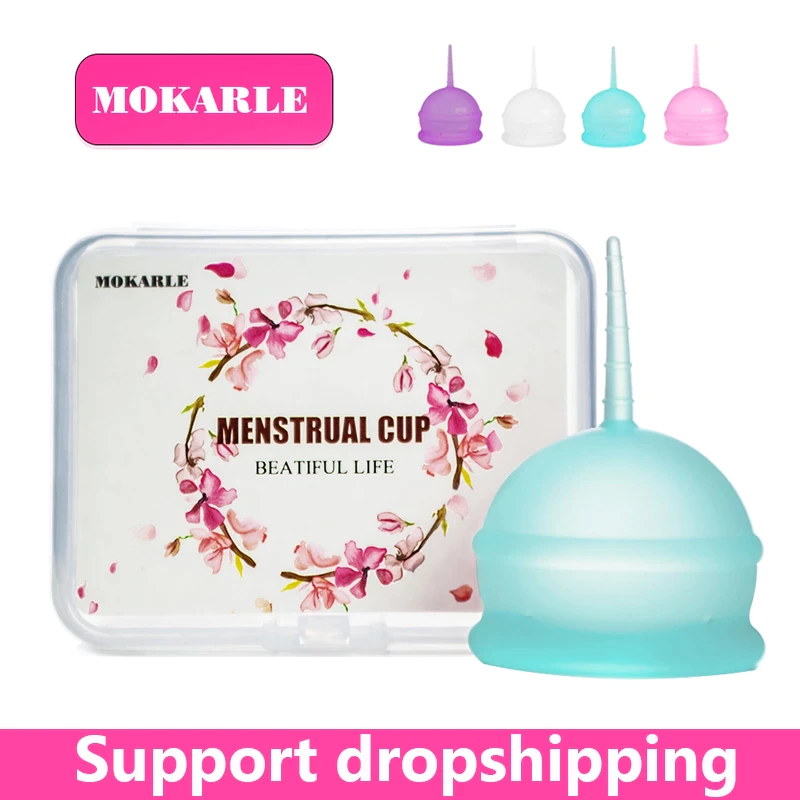 MOKARLE
MOKARLE
MENSTRUAL CUP
BEATIFUL LIFE
Support dropshipping